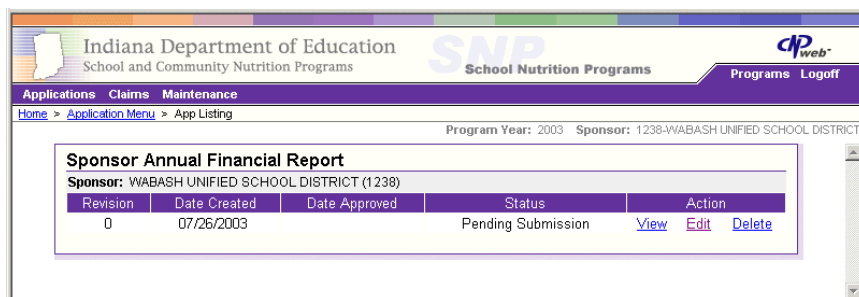 Indiana Department of Education
School and Community Nutrition Programs
SNP
School Nutrition Programs
CNPweb
Programs Logoff
Applications Claims Maintenance
Home > Application Menu > App Listing
Program Year: 2003 Sponsor: 1238-WABASH UNIFIED SCHOOL DISTRICT
Sponsor Annual Financial Report
Sponsor: WABASH UNIFIED SCHOOL DISTRICT (1238)
Revision Date Created Date Approved Status Action
0 07/26/2003 Pending Submission View Edit Delete